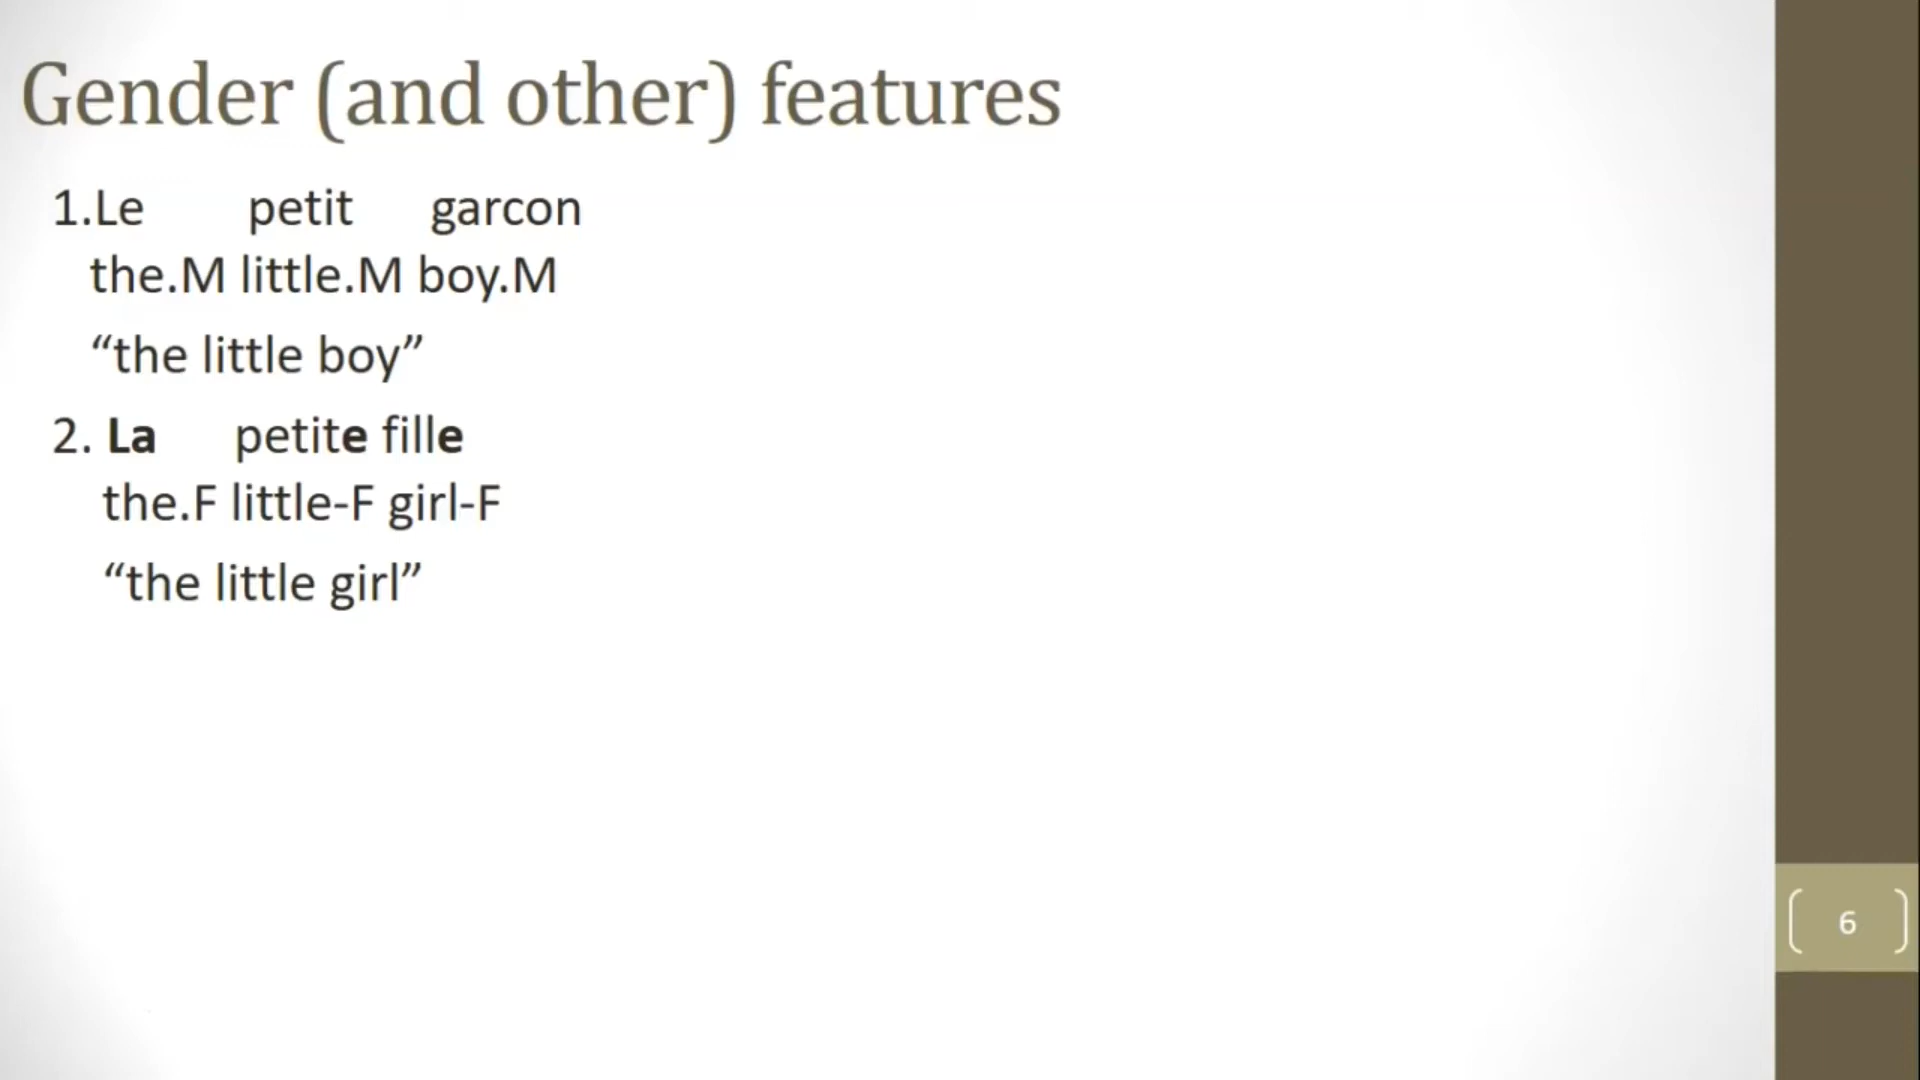 Gender (and other) features
1.Le petit garcon
the.M little.M boy.M
“the little boy”
2. La petite fille
the.F little-F girl-F
“the little girl”
6